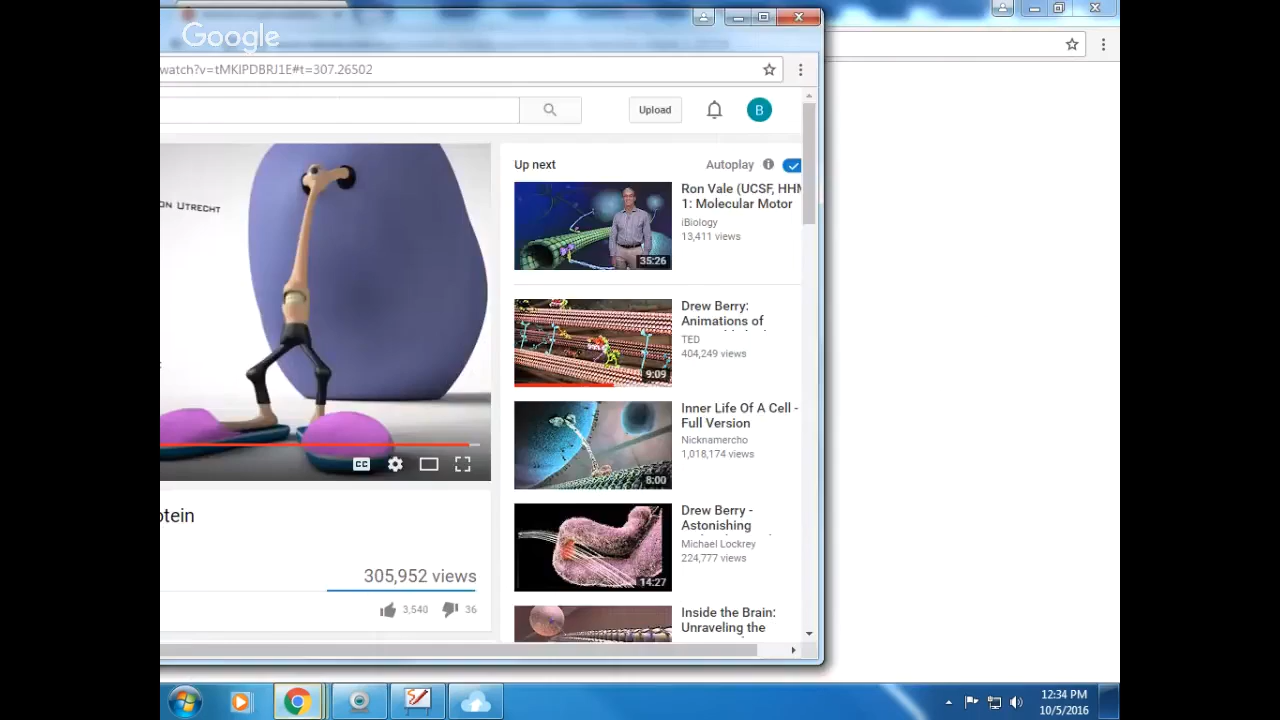 Google
watch?v=tMKIPDBRJ1E#t=307.26502
Upload
B
ON UTRECHT
Up next
Autoplay
Ron Vale (UCSF, HHM
1: Molecular Motor
iBiology
13,411 views
35:26
Drew Berry:
Animations of
TED
404,249 views
9:09
Inner Life Of A Cell -
Full Version
Nicknamercho
1,018,174 views
8:00
CC
otein
Drew Berry -
Astonishing
Michael Lockrey
224,777 views
14:27
305,952 views
3,540
36
Inside the Brain:
Unraveling the
12:34 PM
10/5/2016